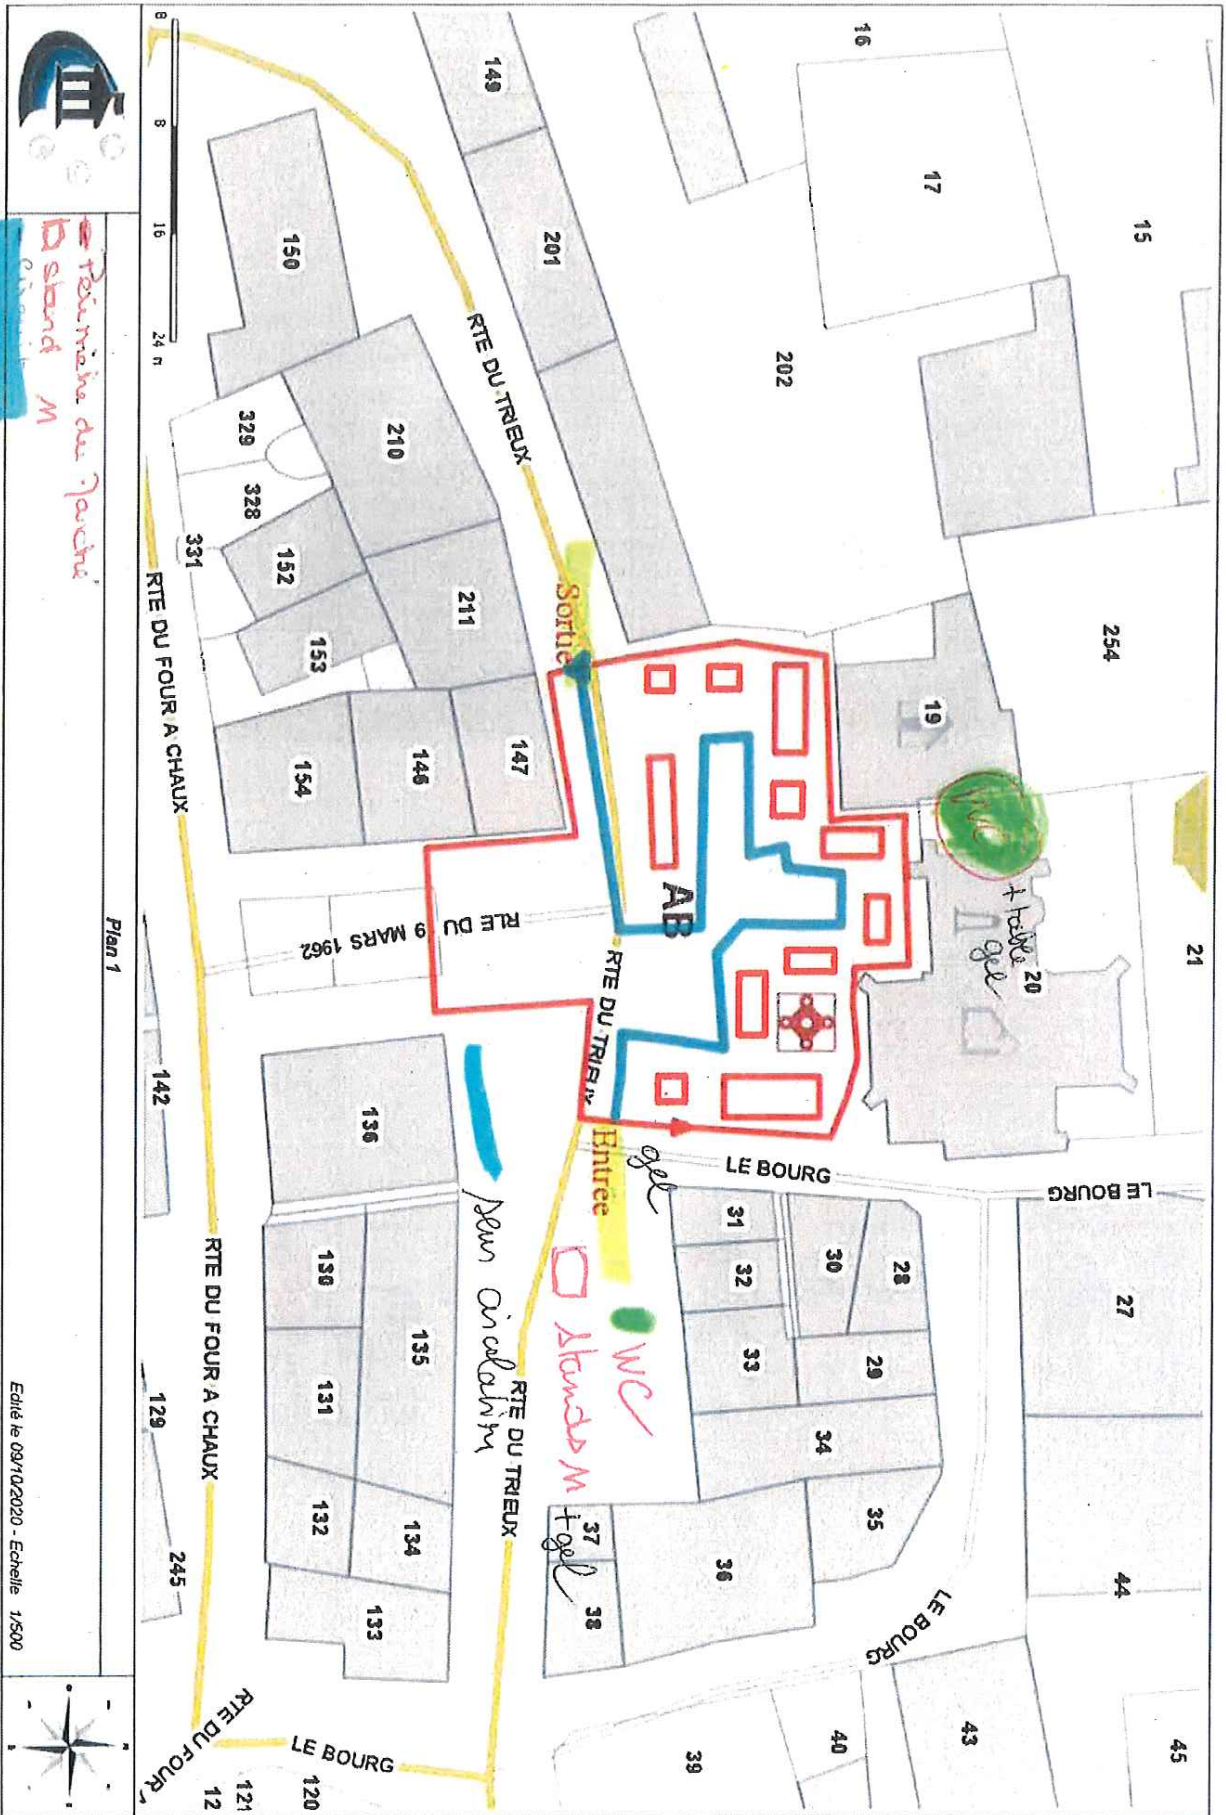 15
16
17
202
254
21
149
201
19
WC
+ table
gel
20
RTE DU TRIEUX
Sortie
AB
RTE DU TRIEUX
Entrée
gel
LE BOURG
LE BOURG
27
44
45
43
40
39
28
30
31
32
29
33
34
35
36
37
38
LE BOURG
WC
Stands M
+ gel
sens circulation
RTE DU TRIEUX
150
210
211
329
328
331
152
153
147
146
154
RLE DU 9 MARS 1962
136
135
130
131
132
134
133
142
129
245
RTE DU FOUR A CHAUX
RTE DU FOUR A CHAUX
RTE DU FOUR
LE BOURG
120
121
12
8
8
16
24 m
Périmètre du Marché
stand M
Plan 1
Edité le 09/10/2020 - Echelle 1/500